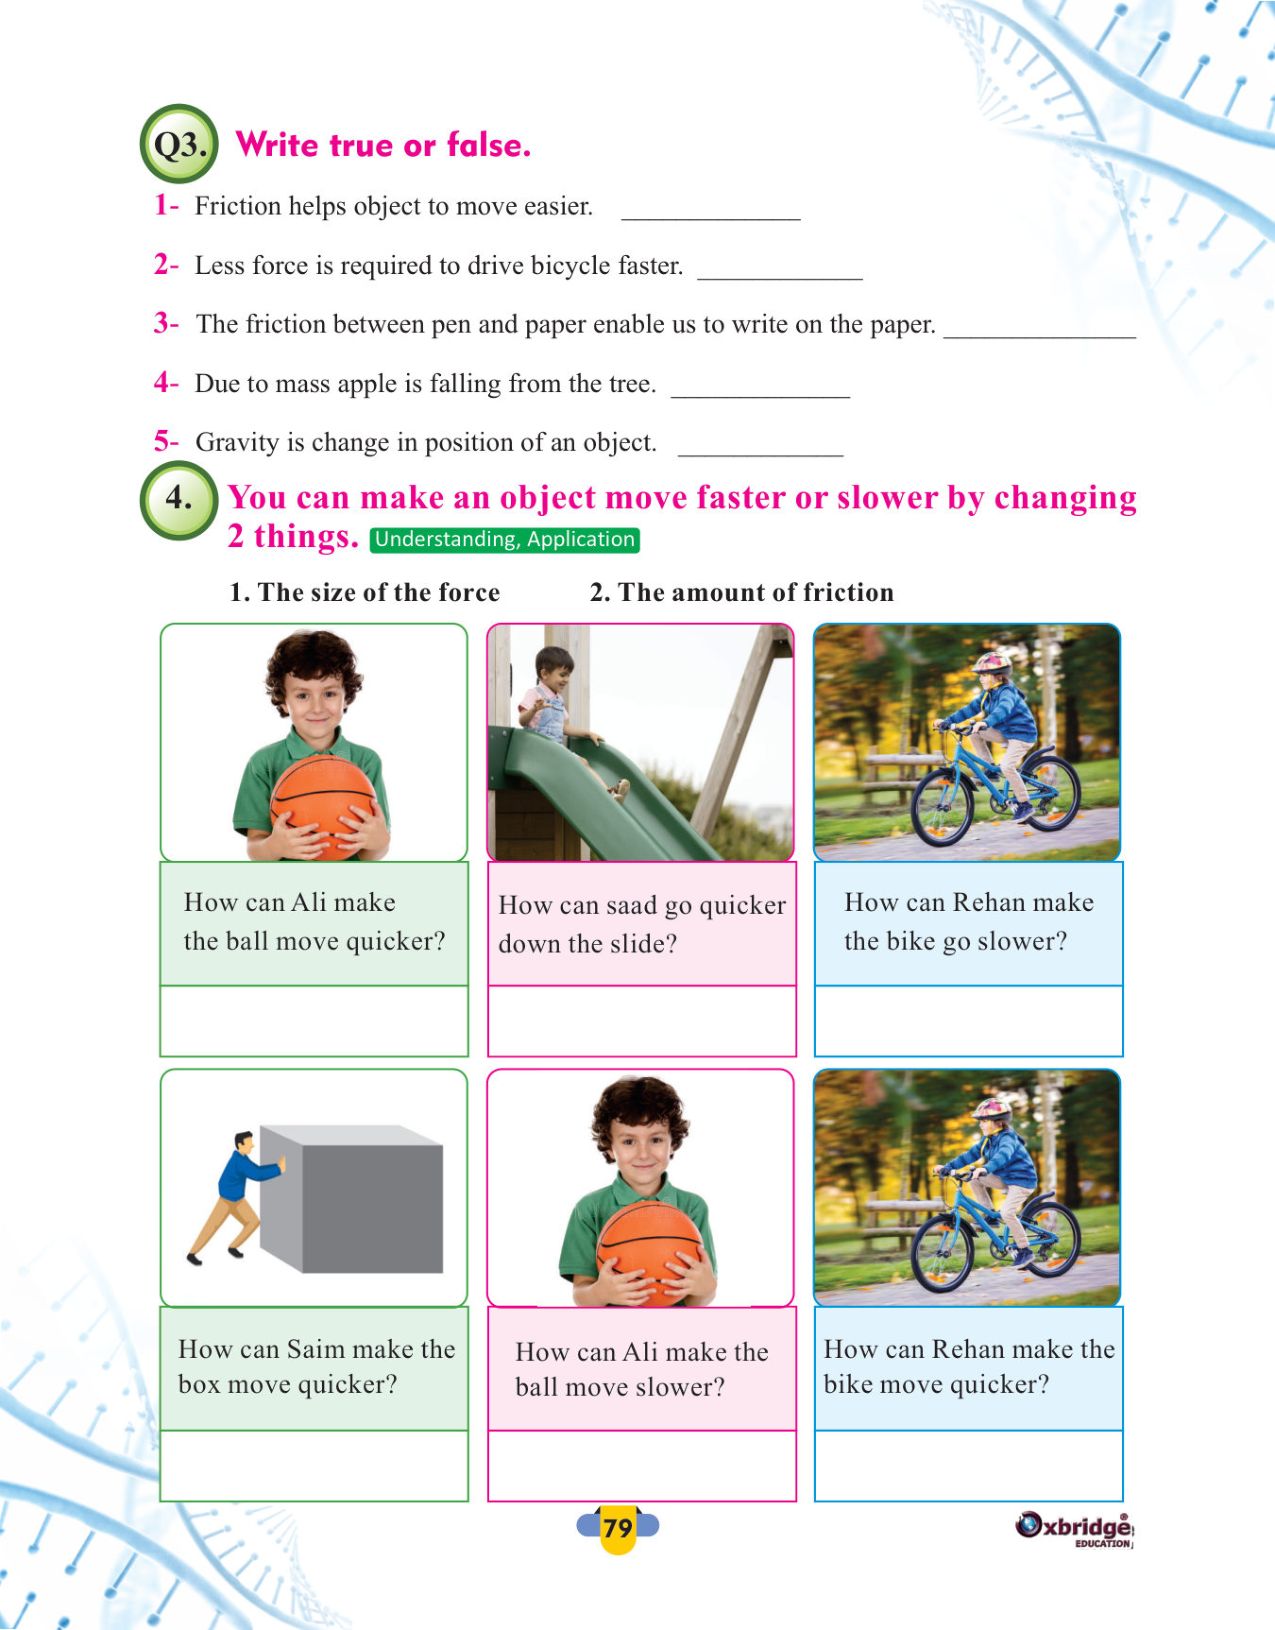 Q3. Write true or false.
1- Friction helps object to move easier. _____________
2- Less force is required to drive bicycle faster. ____________
3- The friction between pen and paper enable us to write on the paper. ______________
4- Due to mass apple is falling from the tree. _____________
5- Gravity is change in position of an object. ____________
4. You can make an object move faster or slower by changing
2 things. Understanding, Application
1. The size of the force 2. The amount of friction
How can Ali make
the ball move quicker?
How can saad go quicker
down the slide?
How can Rehan make
the bike go slower?
How can Saim make the
box move quicker?
How can Ali make the
ball move slower?
How can Rehan make the
bike move quicker?
79
Oxbridge®
EDUCATION